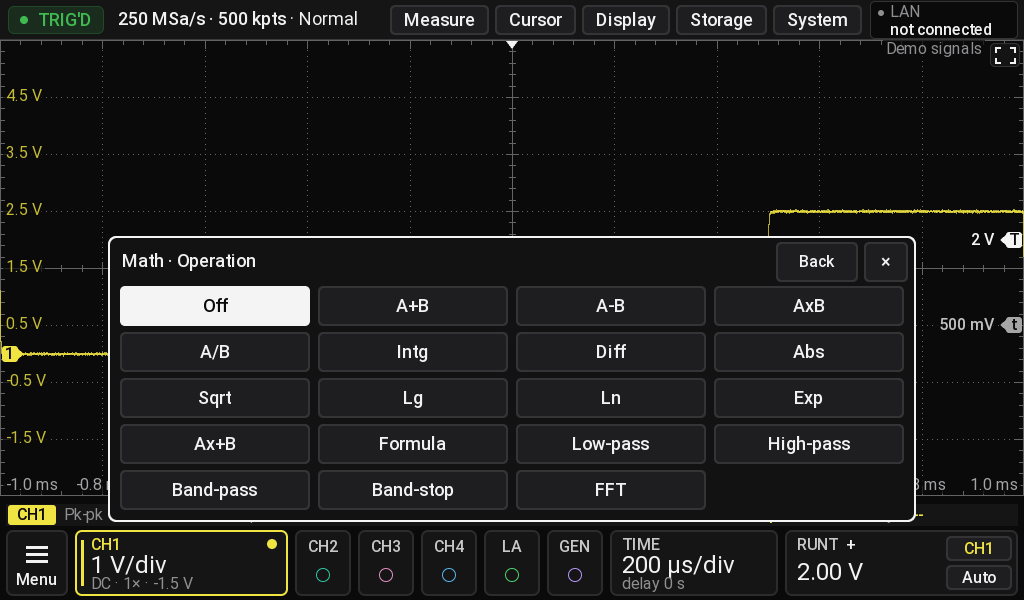 TRIG'D 250 MSa/s · 500 kpts · Normal Measure Cursor Display Storage System LAN
not connected
Demo signals
4.5 V
3.5 V
2.5 V
2 V T
1.5 V
0.5 V
500 mV t
1
-0.5 V
-1.5 V
-1.0 ms -0.8
1.0 ms
Math · Operation Back ×
Off A+B A-B AxB
A/B Intg Diff Abs
Sqrt Lg Ln Exp
Ax+B Formula Low-pass High-pass
Band-pass Band-stop FFT
CH1 Pk-pk
Menu
CH1
1 V/div
DC · 1× · -1.5 V
CH2 CH3 CH4 LA GEN
TIME
200 µs/div
delay 0 s
RUNT +
2.00 V
CH1
Auto